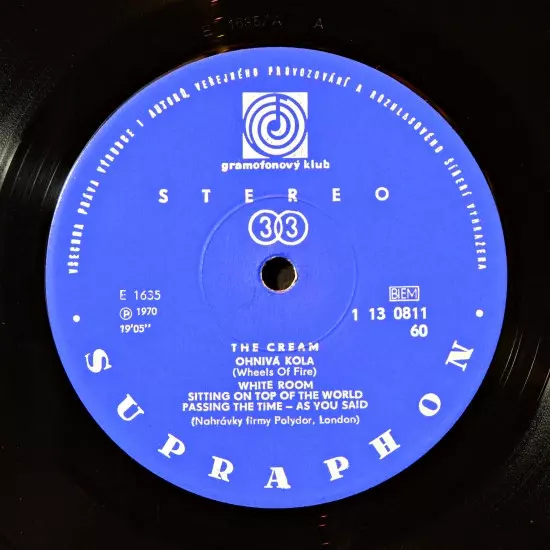 E 1635/A A
VŠECHNA PRÁVA VÝROBCE I AUTORŮ, VEŘEJNÉHO PROVOZOVÁNÍ A ROZHLASOVÉHO ŠÍŘENÍ VYHRAZENA
gramofonový klub
STEREO
33
E 1635
Ⓟ 1970
19'05''
BIEM
1 13 0811
60
THE CREAM
OHNIVÁ KOLA
(Wheels Of Fire)
WHITE ROOM
SITTING ON TOP OF THE WORLD
PASSING THE TIME – AS YOU SAID
(Nahrávky firmy Polydor, London)
• SUPRAPHON •